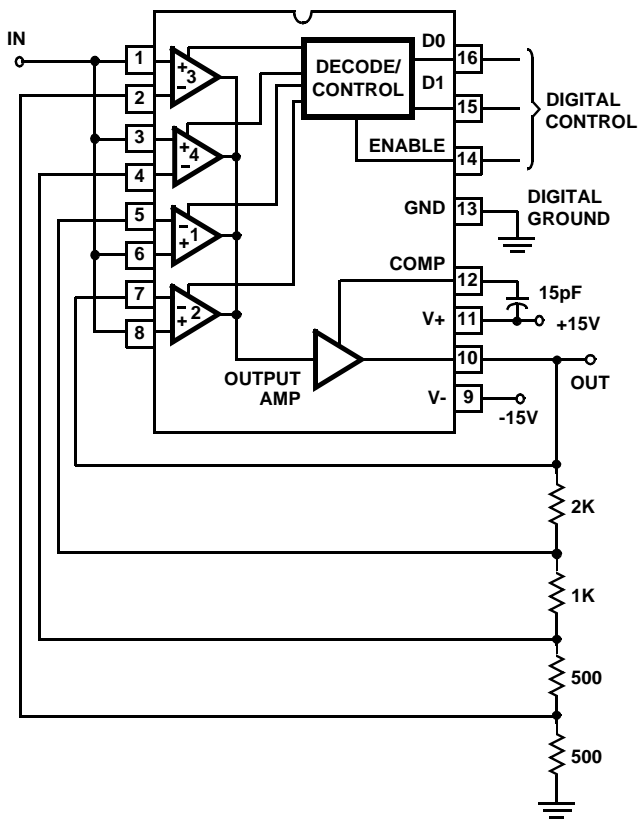 IN
1
2
3
4
5
6
7
8
+
−
3
+
−
4
−
+
1
−
+
2
DECODE/
CONTROL
D0
16
D1
15
ENABLE
14
DIGITAL
CONTROL
GND
13
DIGITAL
GROUND
COMP
12
15pF
V+
11
+15V
10
OUT
OUTPUT
AMP
V-
9
-15V
2K
1K
500
500